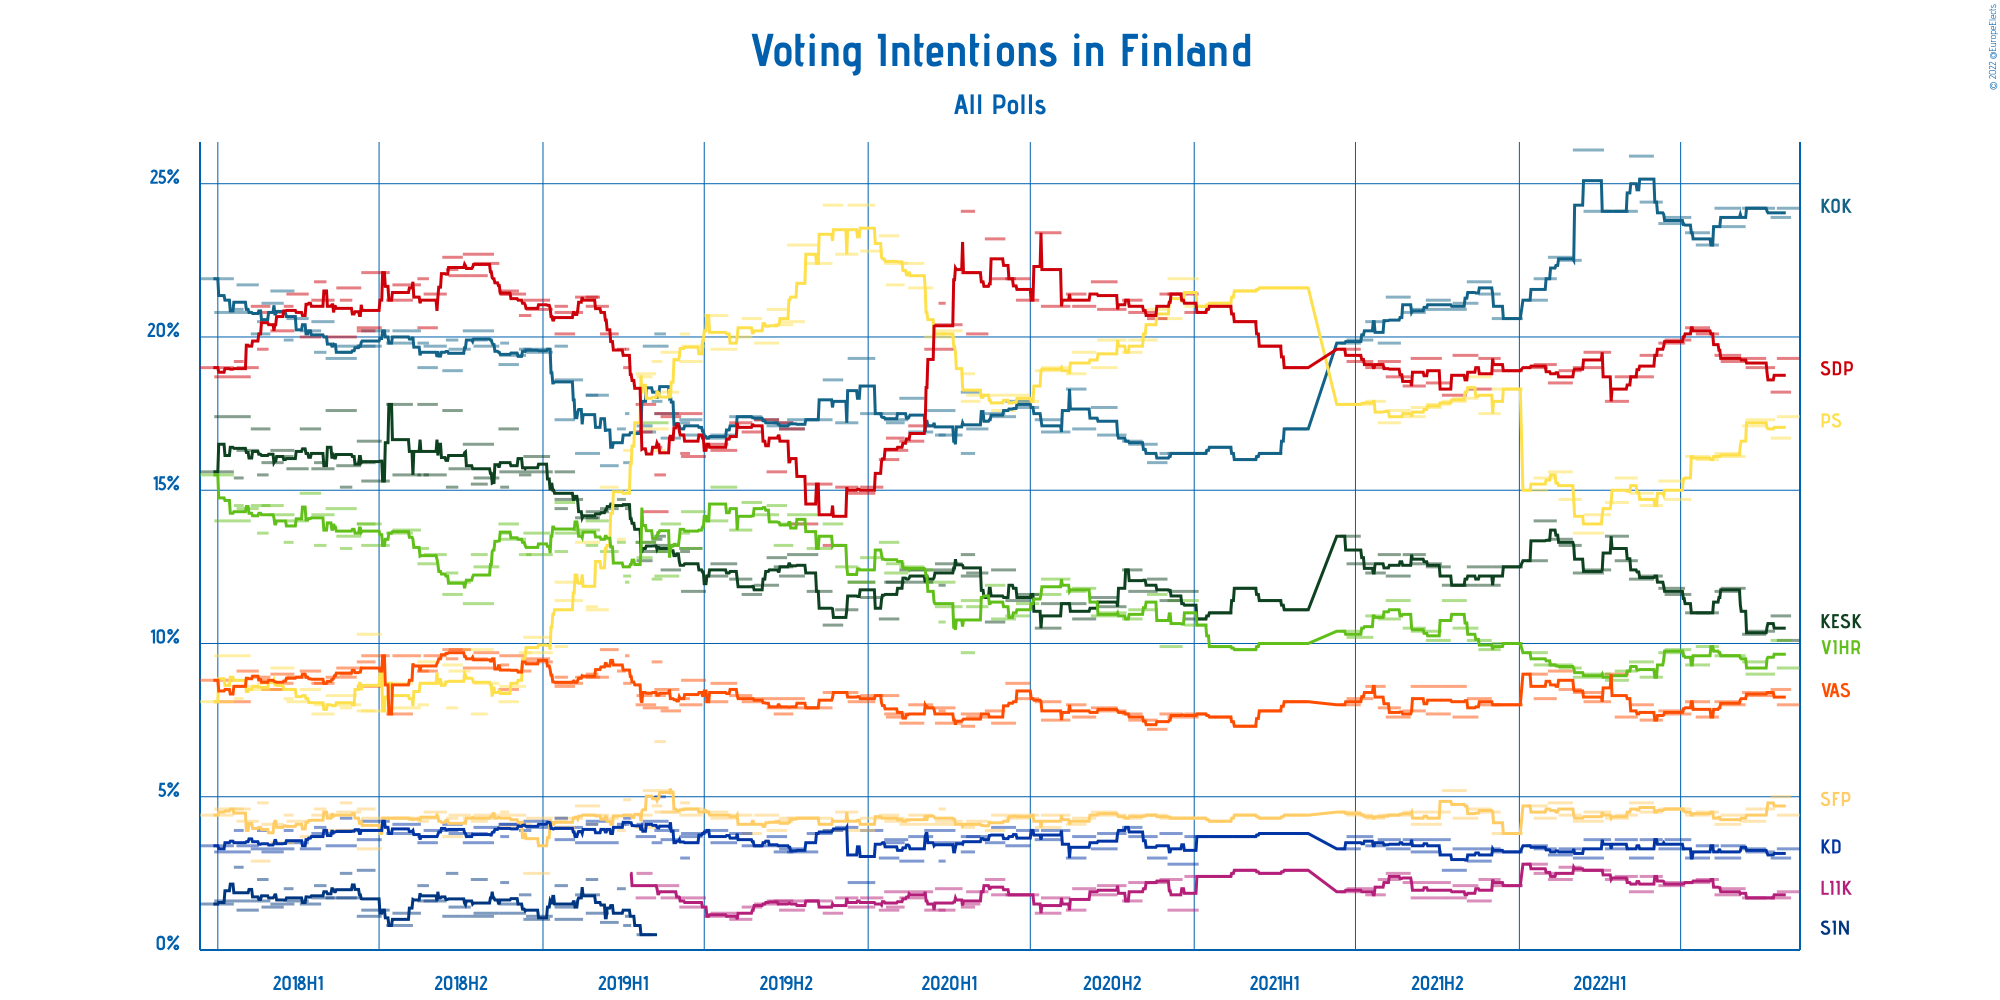 Voting Intentions in Finland
© 2022 @EuropeElects
All Polls
25%
20%
15%
10%
5%
0%
KOK
SDP
PS
KESK
VIHR
VAS
SFP
KD
LIIK
SIN
2018H1 2018H2 2019H1 2019H2 2020H1 2020H2 2021H1 2021H2 2022H1